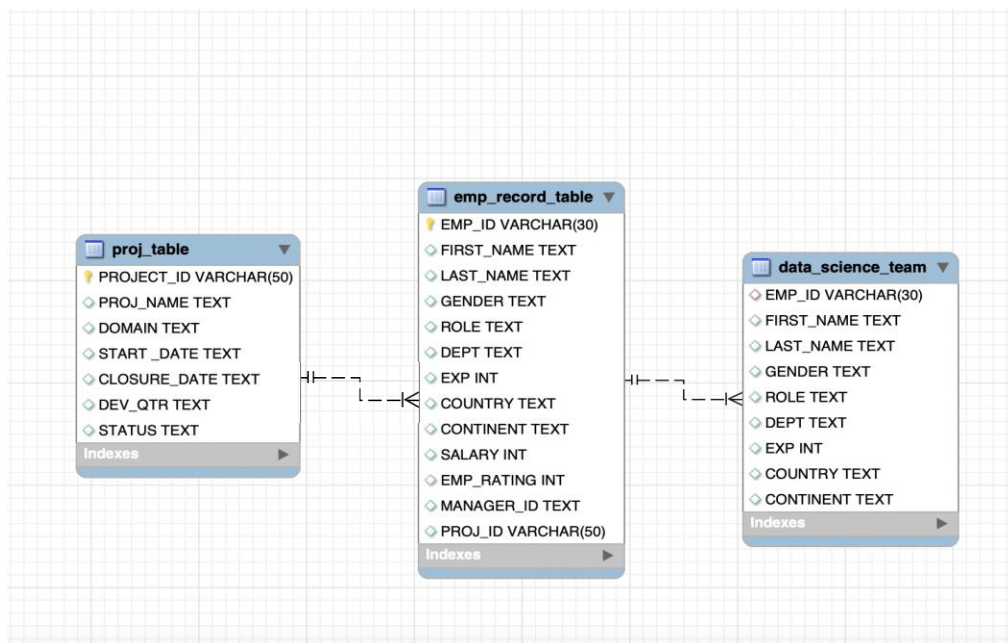 proj_table
PROJECT_ID VARCHAR(50)
PROJ_NAME TEXT
DOMAIN TEXT
START _DATE TEXT
CLOSURE_DATE TEXT
DEV_QTR TEXT
STATUS TEXT
Indexes
emp_record_table
EMP_ID VARCHAR(30)
FIRST_NAME TEXT
LAST_NAME TEXT
GENDER TEXT
ROLE TEXT
DEPT TEXT
EXP INT
COUNTRY TEXT
CONTINENT TEXT
SALARY INT
EMP_RATING INT
MANAGER_ID TEXT
PROJ_ID VARCHAR(50)
Indexes
data_science_team
EMP_ID VARCHAR(30)
FIRST_NAME TEXT
LAST_NAME TEXT
GENDER TEXT
ROLE TEXT
DEPT TEXT
EXP INT
COUNTRY TEXT
CONTINENT TEXT
Indexes